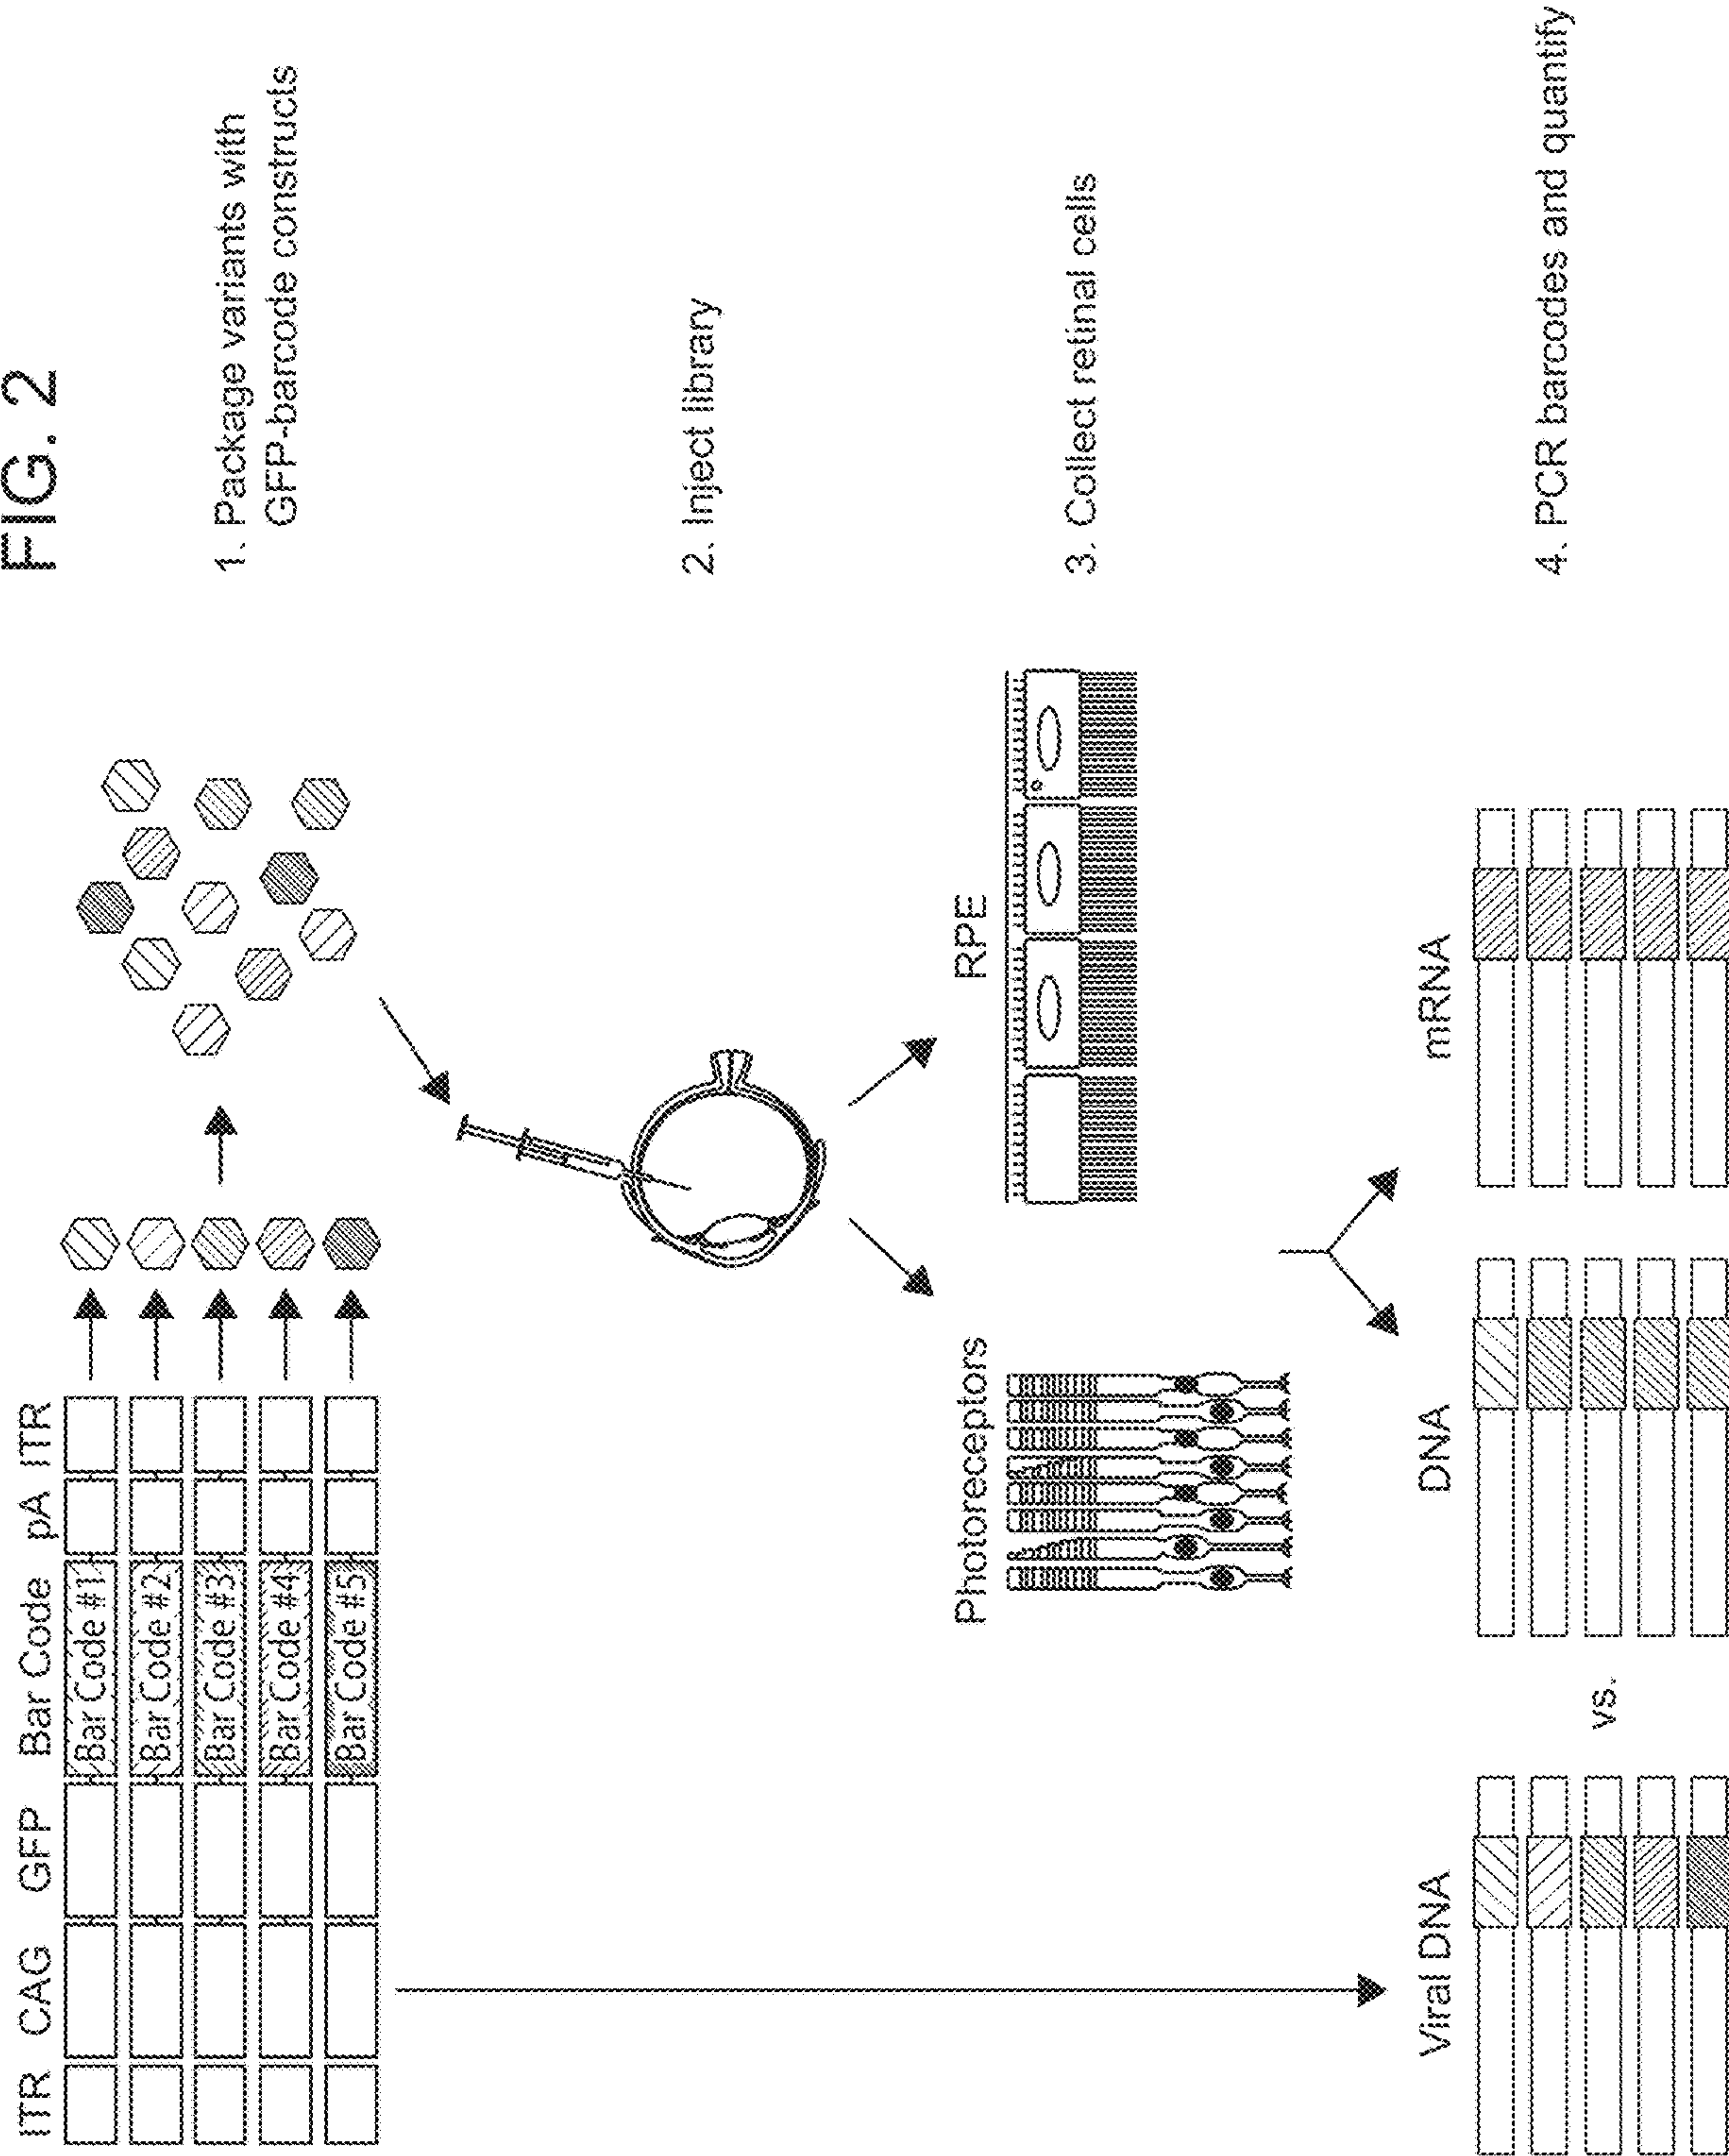 FIG. 2
ITR CAG GFP Bar Code pA ITR
Bar Code #1
Bar Code #2
Bar Code #3
Bar Code #4
Bar Code #5
1. Package variants with
GFP-barcode constructs
2. Inject library
Photoreceptors
RPE
3. Collect retinal cells
Viral DNA
vs.
DNA
mRNA
4. PCR barcodes and quantify